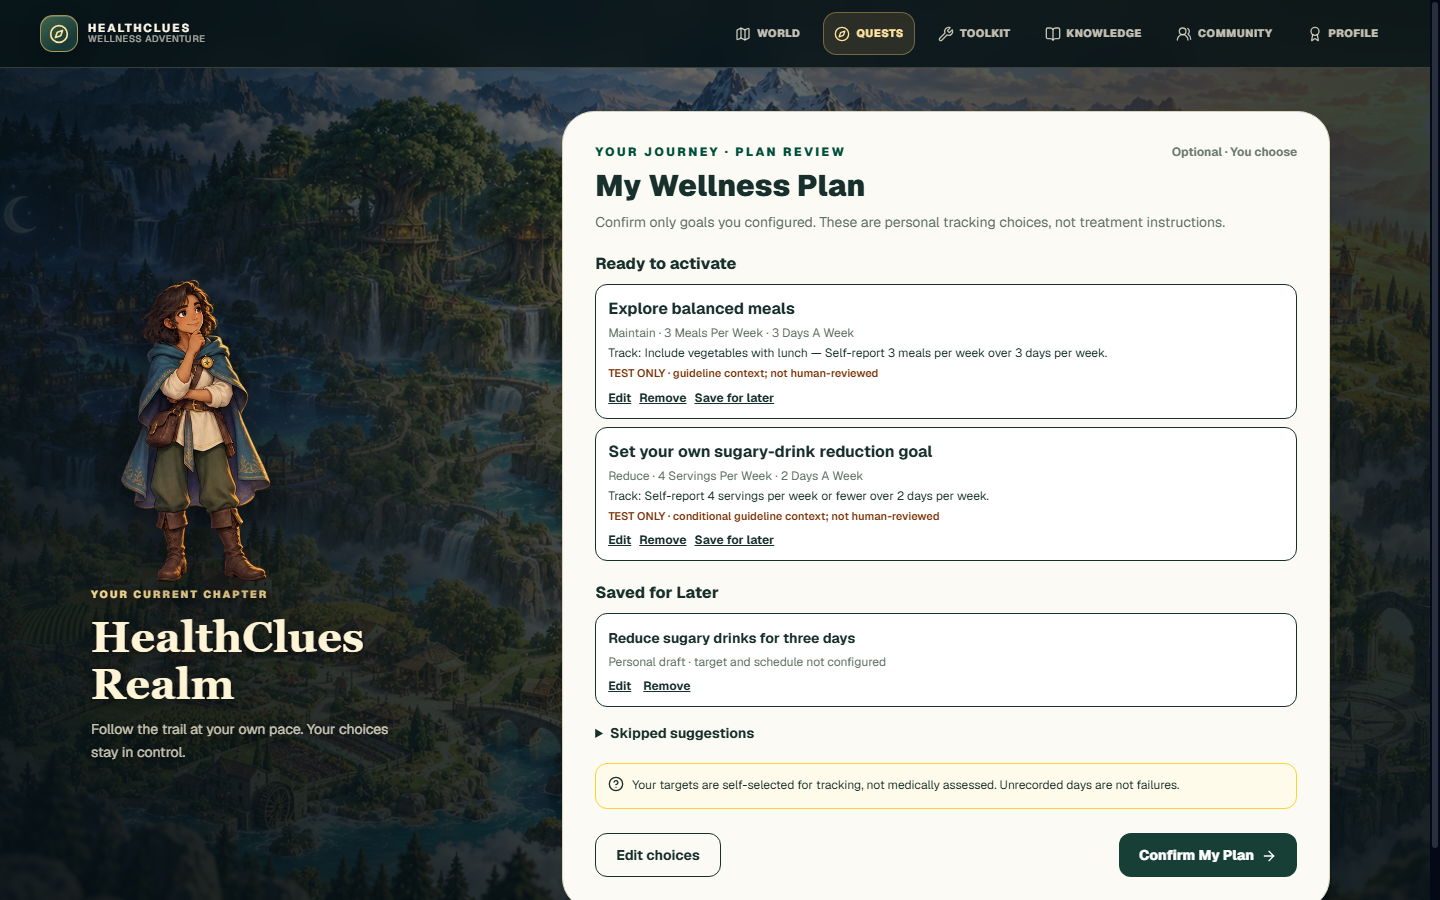 HEALTHCLUES
WELLNESS ADVENTURE
WORLD
QUESTS
TOOLKIT
KNOWLEDGE
COMMUNITY
PROFILE
YOUR CURRENT CHAPTER
HealthClues
Realm
Follow the trail at your own pace. Your choices
stay in control.
YOUR JOURNEY · PLAN REVIEW
Optional · You choose
My Wellness Plan
Confirm only goals you configured. These are personal tracking choices, not treatment instructions.
Ready to activate
Explore balanced meals
Maintain · 3 Meals Per Week · 3 Days A Week
Track: Include vegetables with lunch — Self-report 3 meals per week over 3 days per week.
TEST ONLY · guideline context; not human-reviewed
Edit Remove Save for later
Set your own sugary-drink reduction goal
Reduce · 4 Servings Per Week · 2 Days A Week
Track: Self-report 4 servings per week or fewer over 2 days per week.
TEST ONLY · conditional guideline context; not human-reviewed
Edit Remove Save for later
Saved for Later
Reduce sugary drinks for three days
Personal draft · target and schedule not configured
Edit Remove
Skipped suggestions
Your targets are self-selected for tracking, not medically assessed. Unrecorded days are not failures.
Edit choices
Confirm My Plan